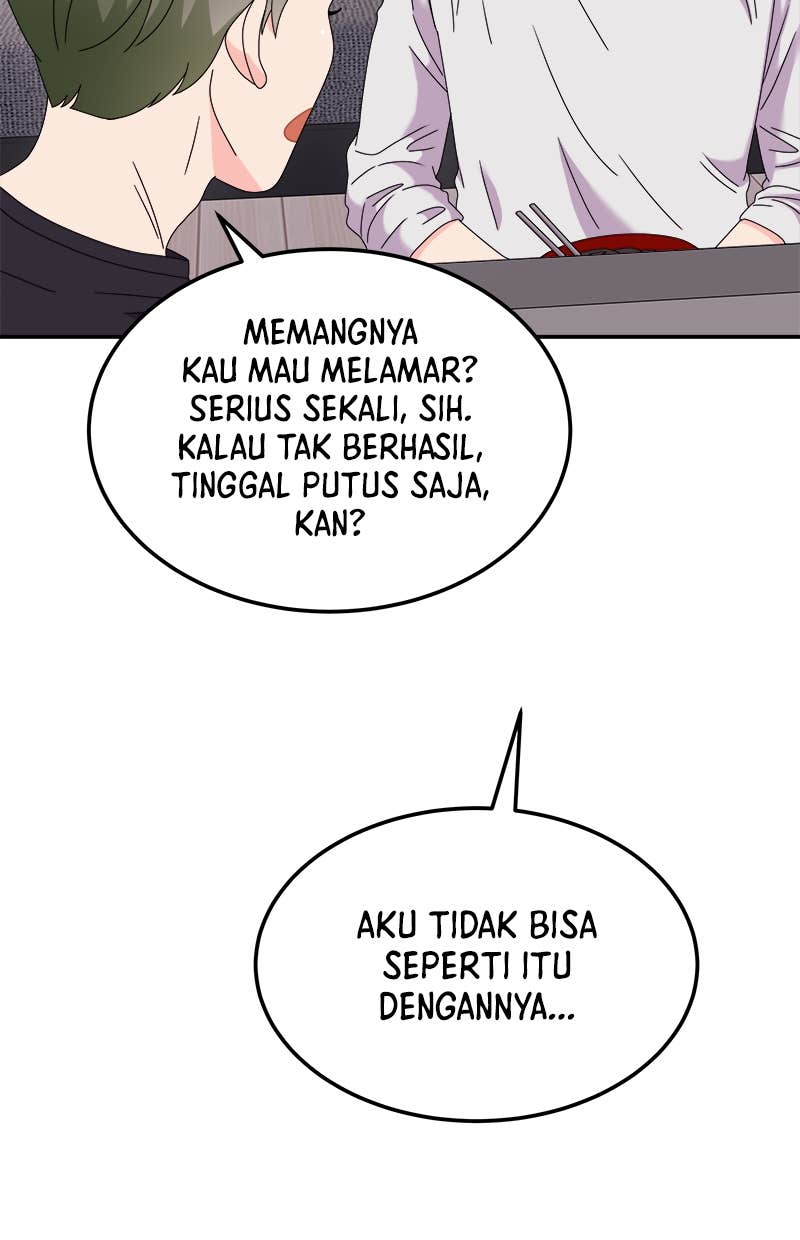 MEMANGNYA
KAU MAU MELAMAR?
SERIUS SEKALI, SIH.
KALAU TAK BERHASIL,
TINGGAL PUTUS SAJA,
KAN?
AKU TIDAK BISA
SEPERTI ITU
DENGANNYA...